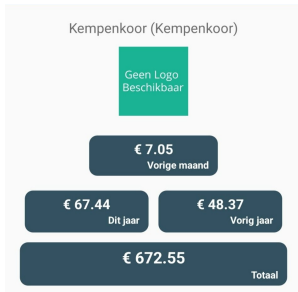 Kempenkoor (Kempenkoor)
Geen Logo
Beschikbaar
€ 7.05
Vorige maand
€ 67.44
Dit jaar
€ 48.37
Vorig jaar
€ 672.55
Totaal